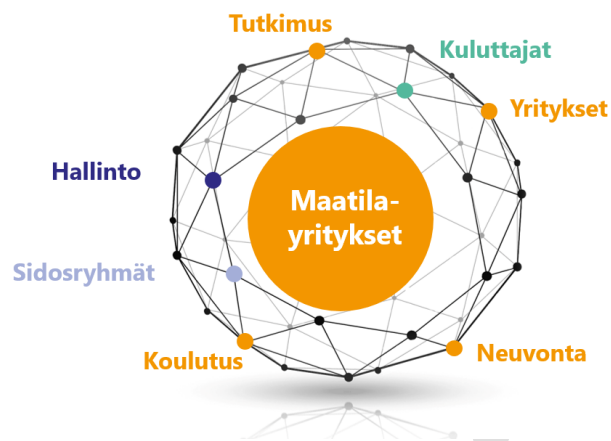 Tutkimus
Kuluttajat
Yritykset
Hallinto
Maatila-
yritykset
Sidosryhmät
Koulutus
Neuvonta